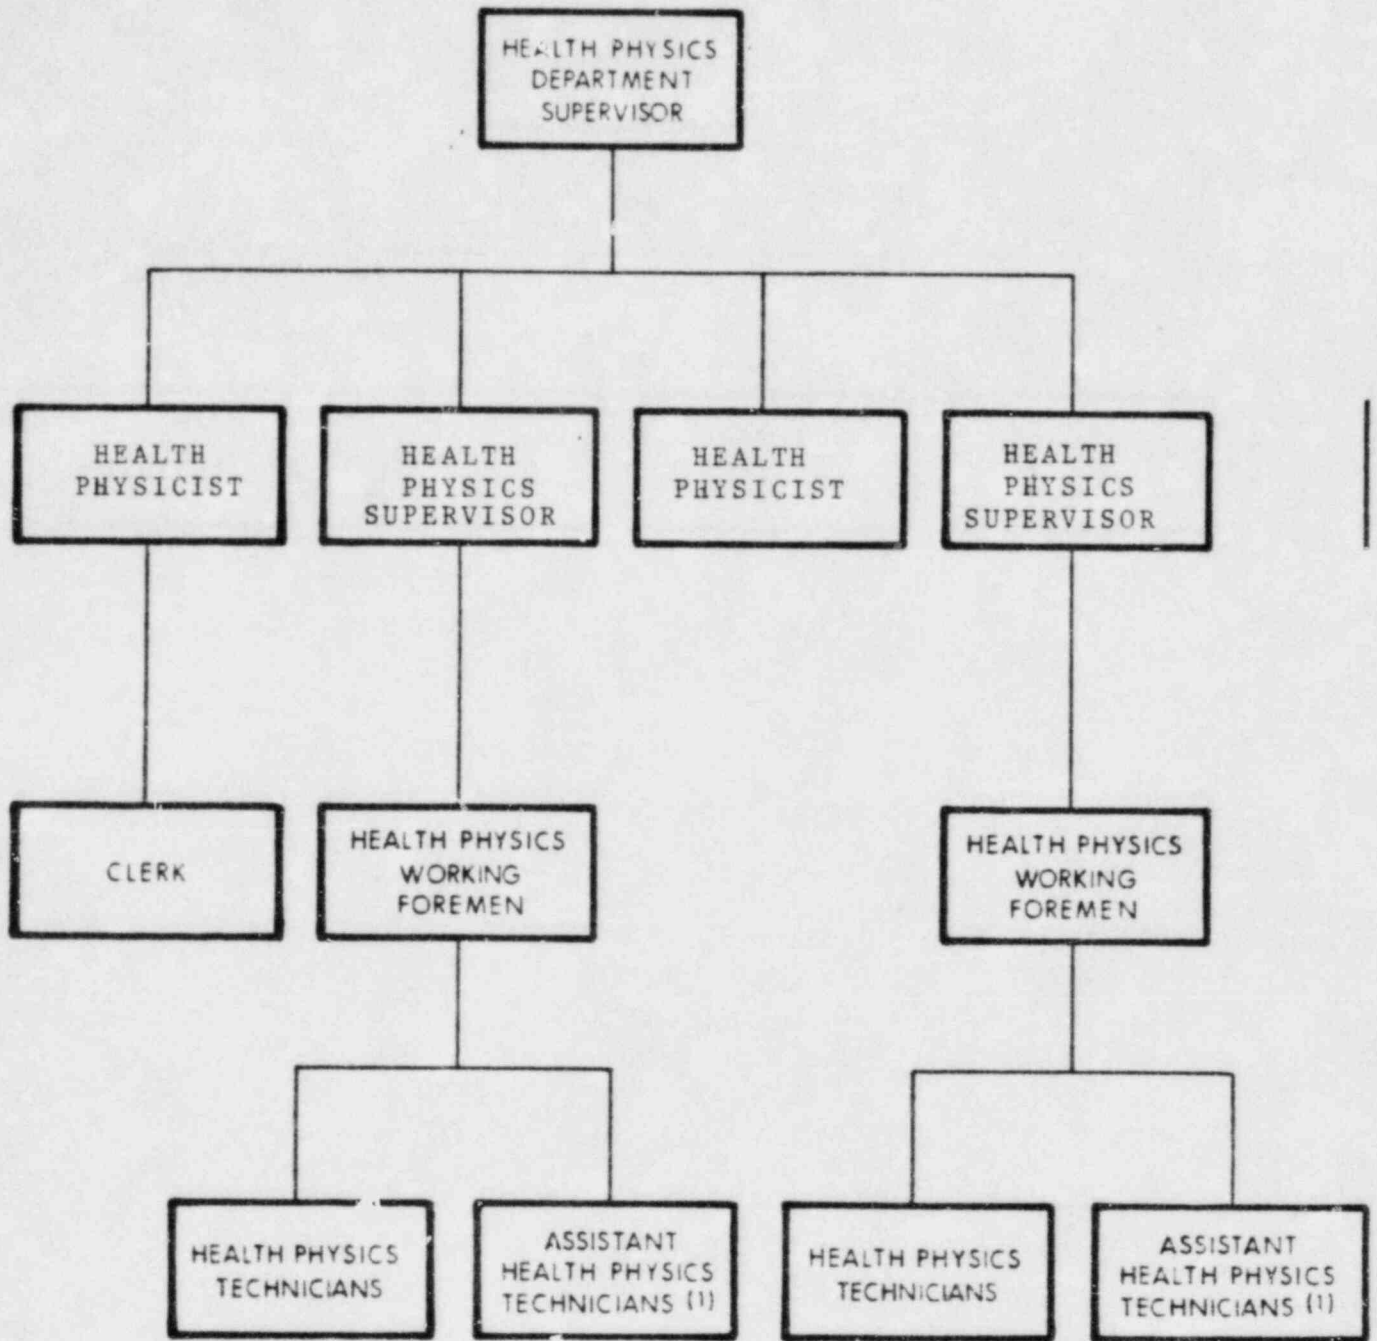 HEALTH PHYSICS
DEPARTMENT
SUPERVISOR
HEALTH
PHYSICIST
HEALTH
PHYSICS
SUPERVISOR
HEALTH
PHYSICIST
HEALTH
PHYSICS
SUPERVISOR
CLERK
HEALTH PHYSICS
WORKING
FOREMEN
HEALTH PHYSICS
WORKING
FOREMEN
HEALTH PHYSICS
TECHNICIANS
ASSISTANT
HEALTH PHYSICS
TECHNICIANS (1)
HEALTH PHYSICS
TECHNICIANS
ASSISTANT
HEALTH PHYSICS
TECHNICIANS (1)